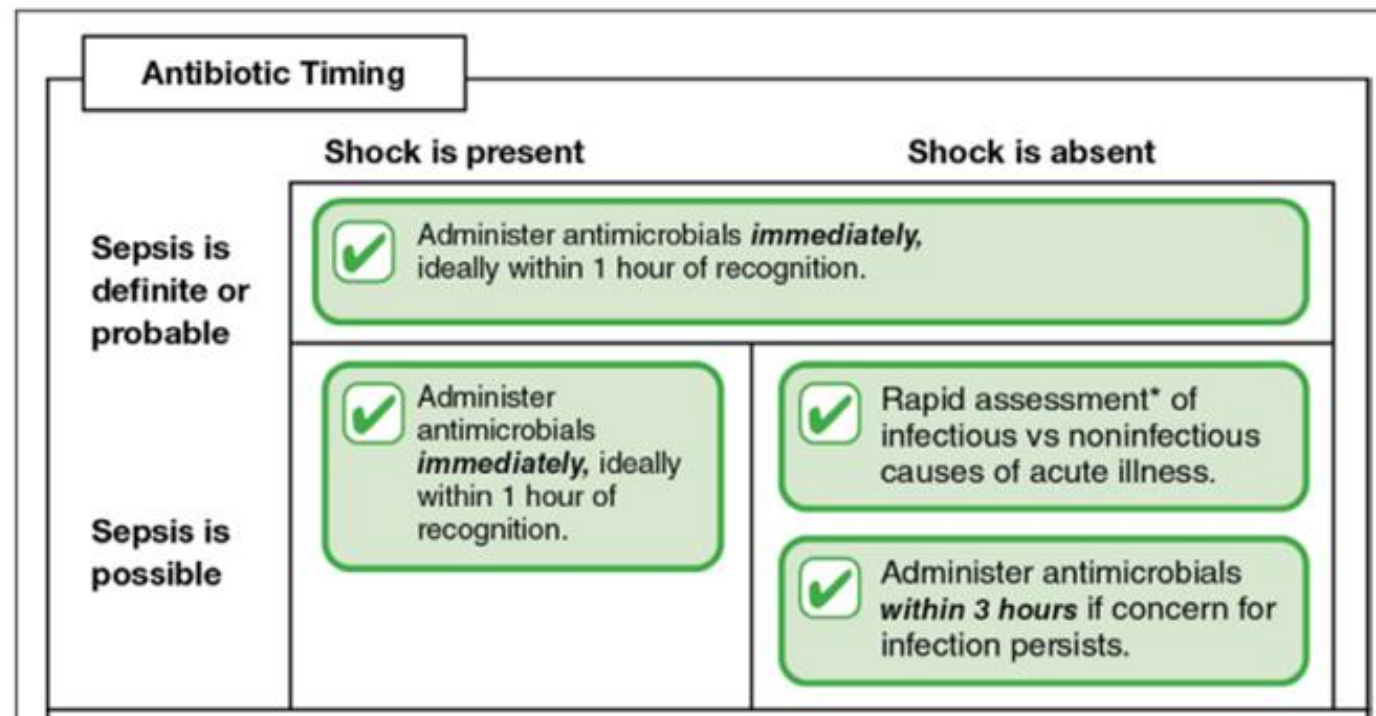 Antibiotic Timing
Shock is present
Shock is absent
Sepsis is
definite or
probable
Administer antimicrobials immediately,
ideally within 1 hour of recognition.
Sepsis is
possible
Administer
antimicrobials
immediately, ideally
within 1 hour of
recognition.
Rapid assessment* of
infectious vs noninfectious
causes of acute illness.
Administer antimicrobials
within 3 hours if concern for
infection persists.